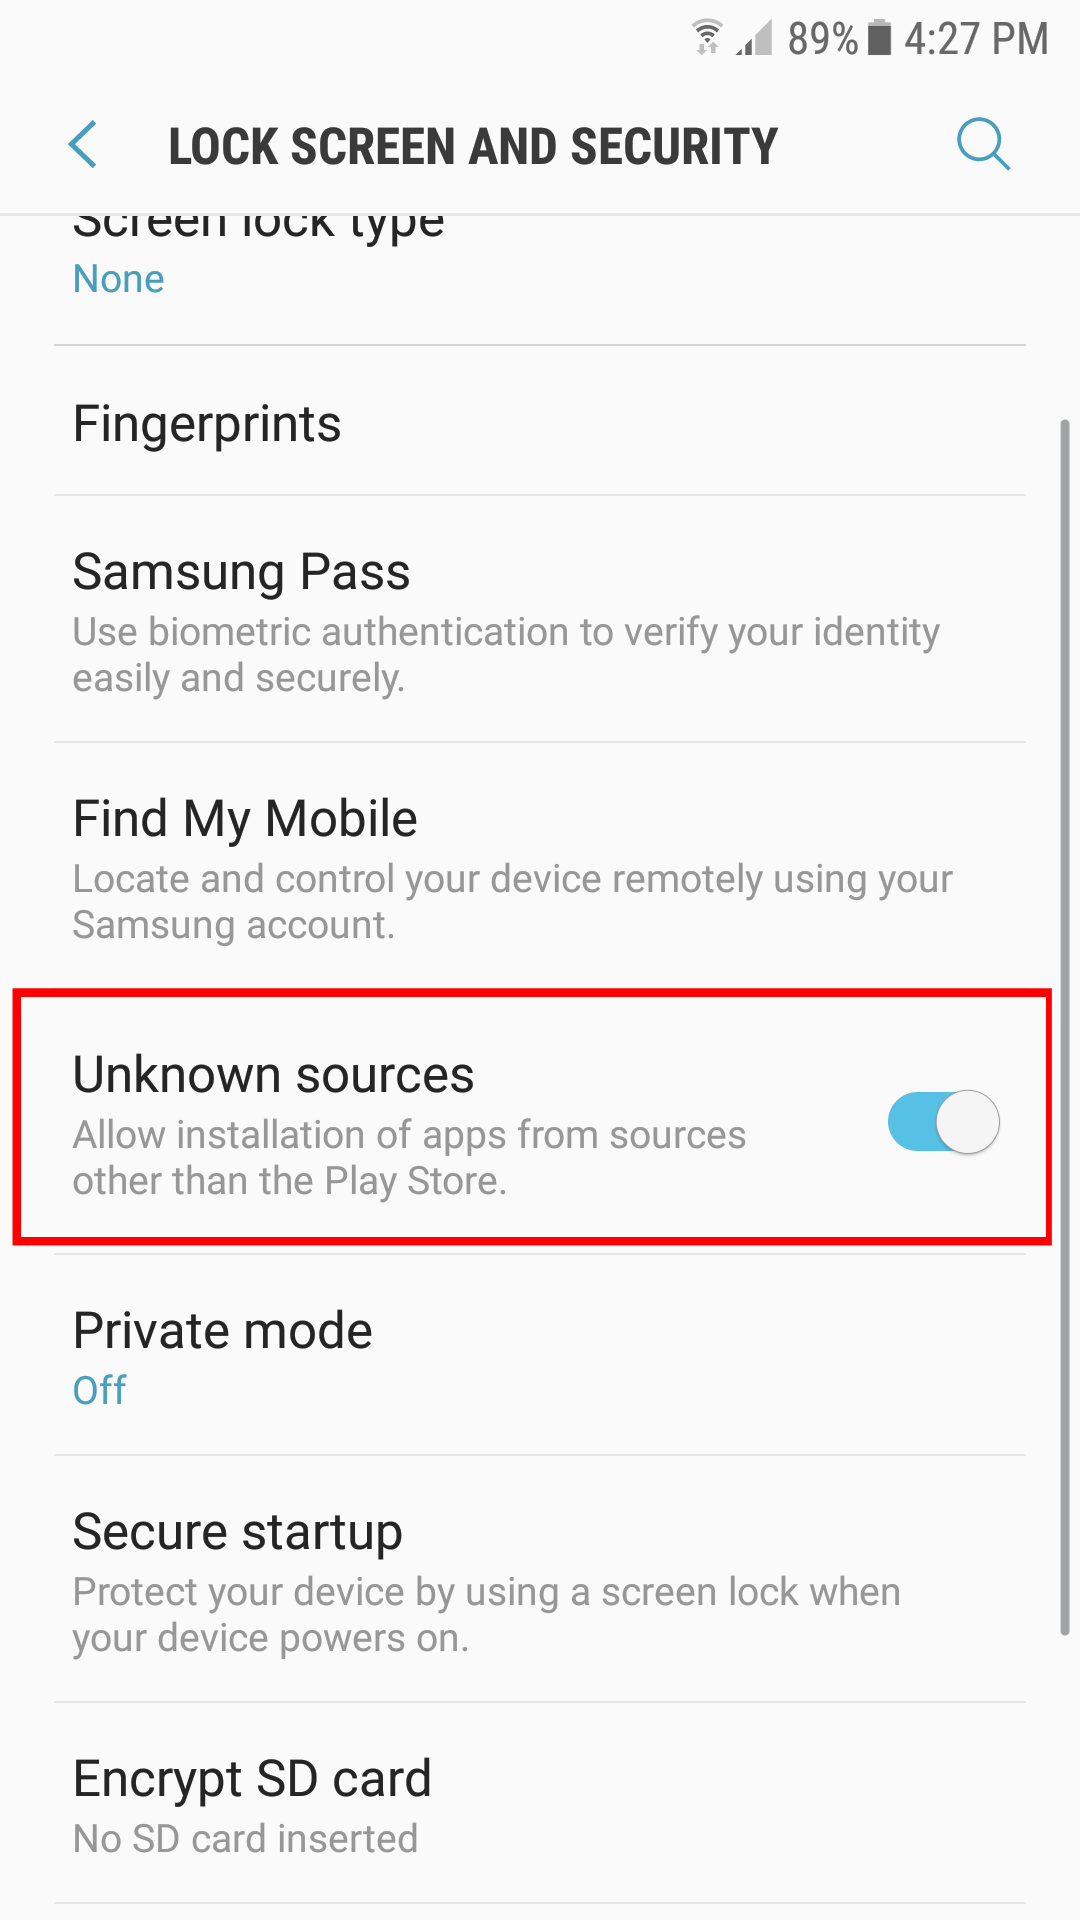 89% 4:27 PM
LOCK SCREEN AND SECURITY
Screen lock type
None
Fingerprints
Samsung Pass
Use biometric authentication to verify your identity
easily and securely.
Find My Mobile
Locate and control your device remotely using your
Samsung account.
Unknown sources
Allow installation of apps from sources
other than the Play Store.
Private mode
Off
Secure startup
Protect your device by using a screen lock when
your device powers on.
Encrypt SD card
No SD card inserted